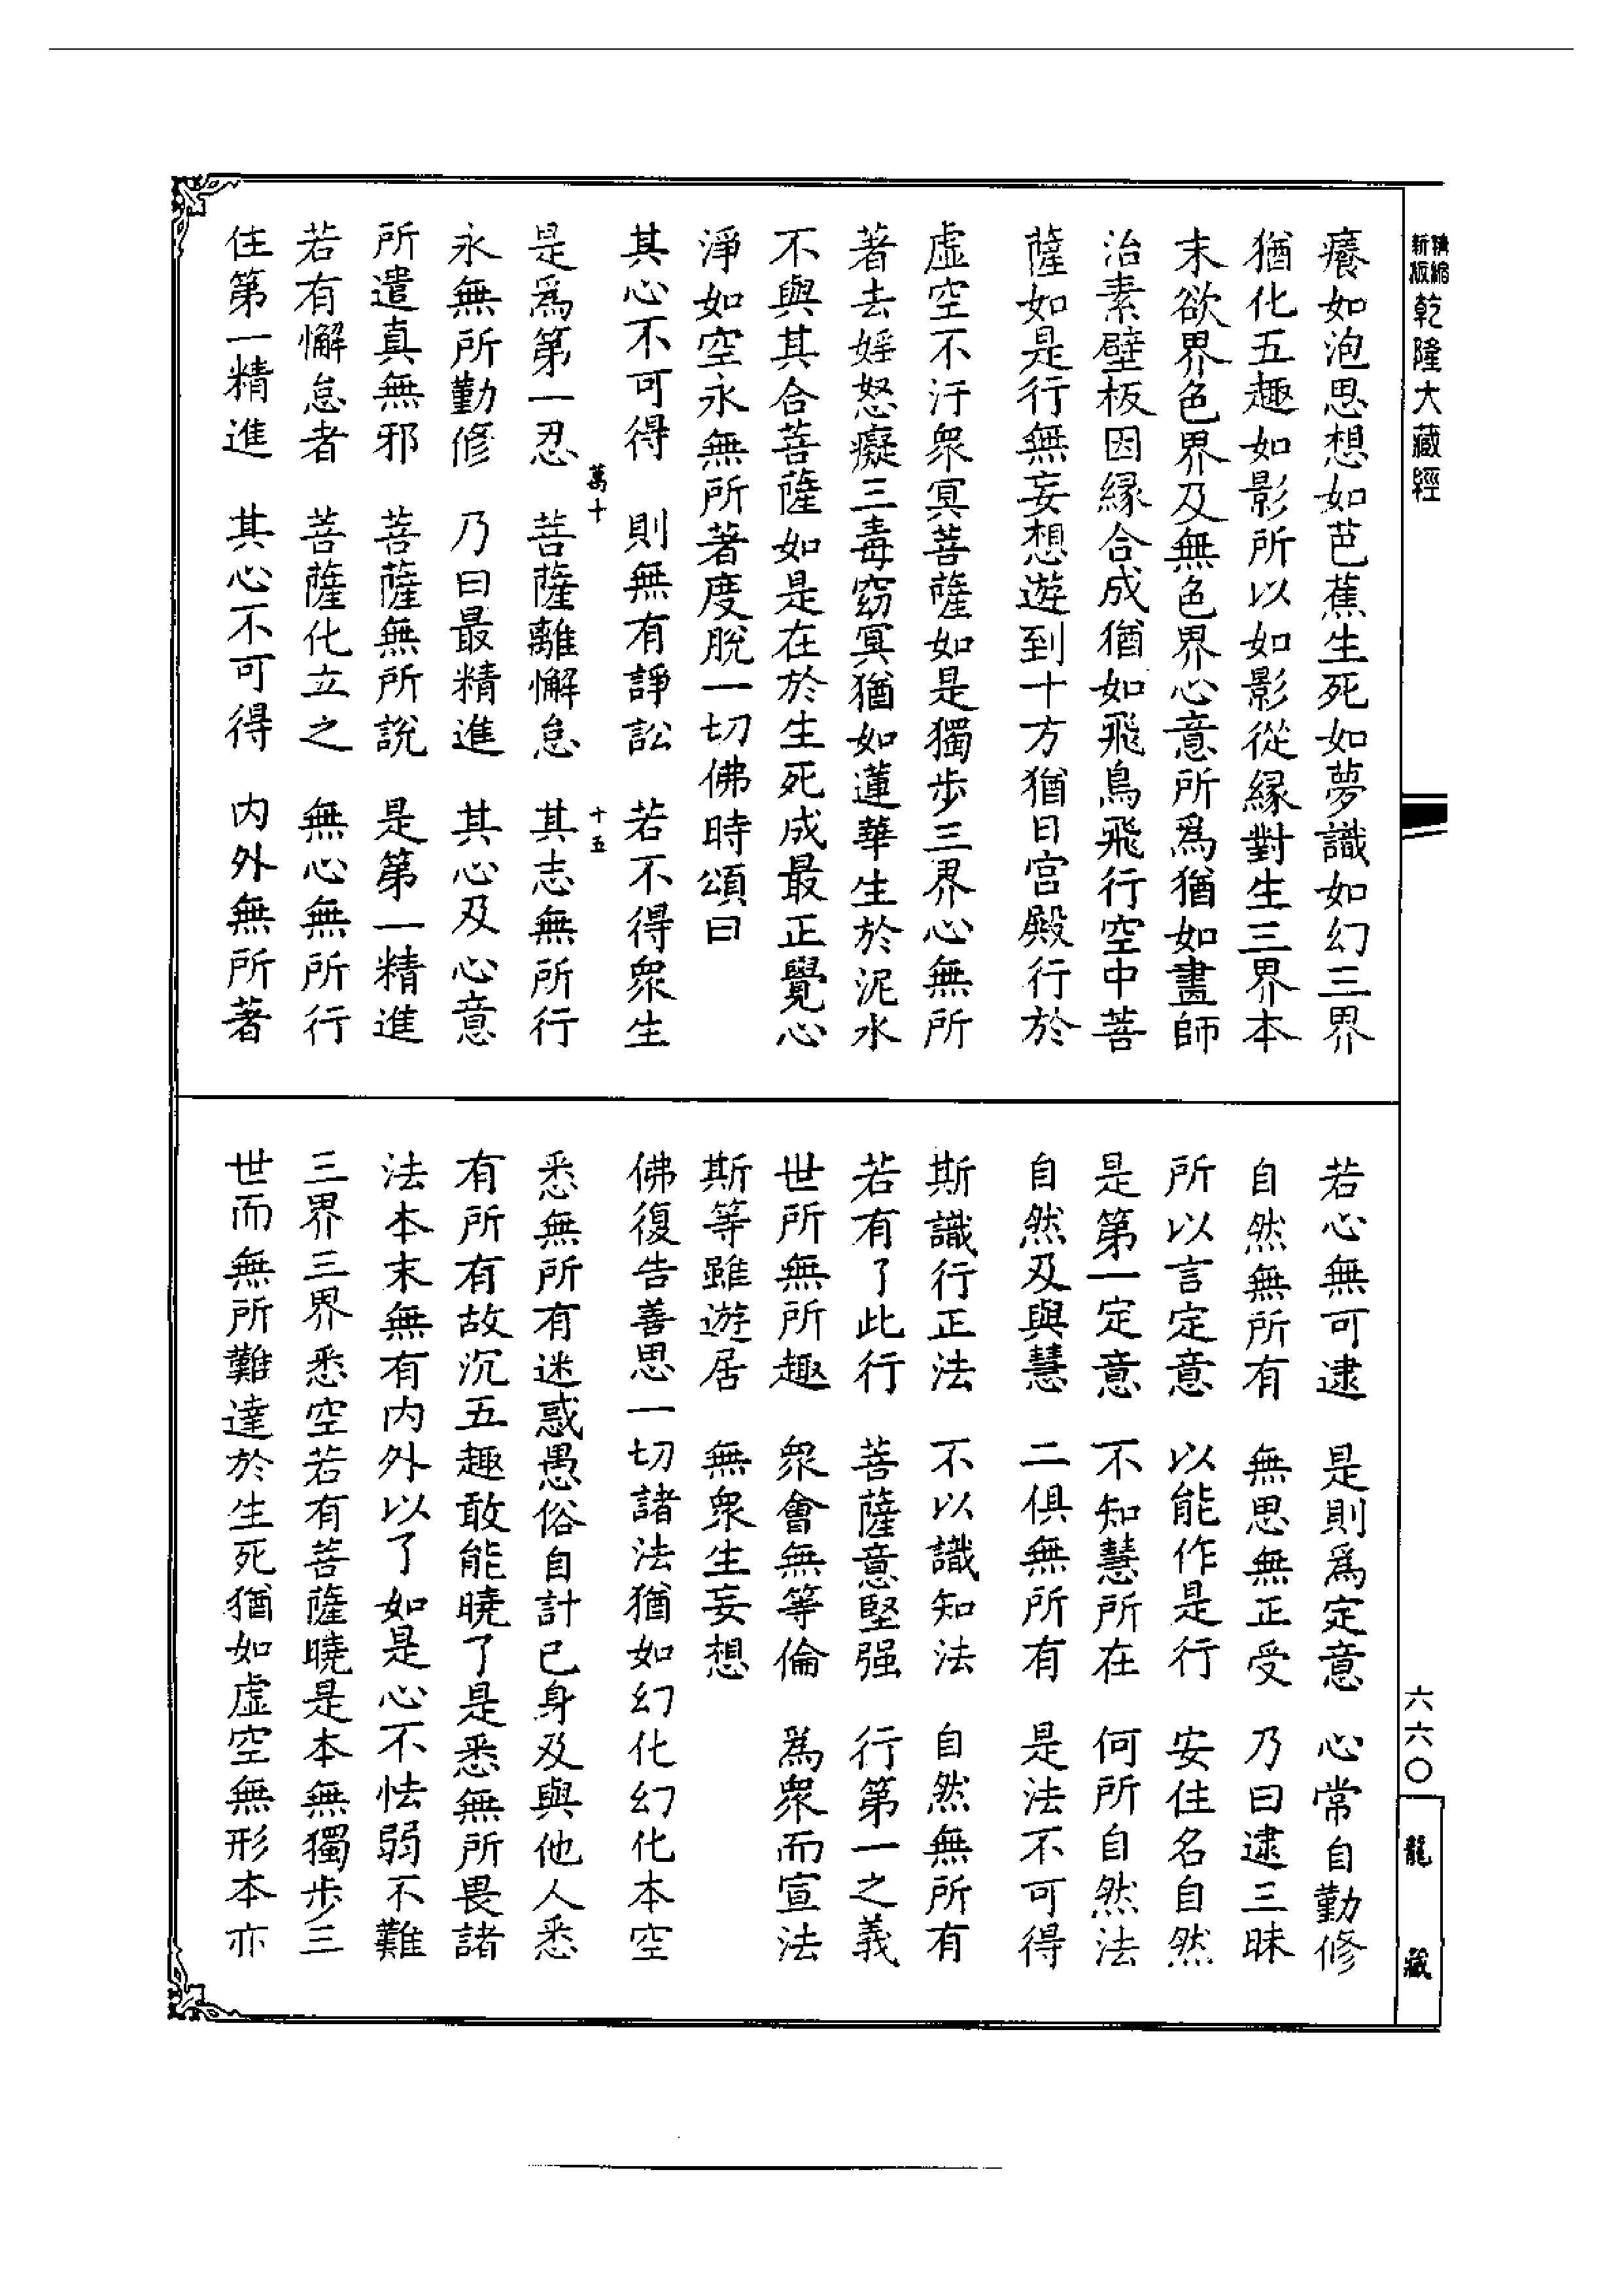 精縮新版乾隆大藏經
癢如泡思想如芭蕉生死如夢識如幻三界
猶化五趣如影所以如影從緣對生三界本
末欲界色界及無色界心意所爲猶如畫師
治素壁板因緣合成猶如飛鳥飛行空中菩
薩如是行無妄想遊到十方猶日宮殿行於
虛空不汙衆冥菩薩如是獨步三界心無所
著去婬怒癡三毒窈冥猶如蓮華生於泥水
不與其合菩薩如是在於生死成最正覺心
淨如空永無所著度脫一切佛時頌曰
其心不可得　則無有諍訟　若不得衆生
萬十　十五
是爲第一忍　菩薩離懈怠　其志無所行
永無所勤修　乃曰最精進　其心及心意
所遣真無邪　菩薩無所說　是第一精進
若有懈怠者　菩薩化立之　無心無所行
住第一精進　其心不可得　內外無所著
若心無可逮　是則爲定意　心常自勤修
自然無所有　無思無正受　乃曰逮三昧
所以言定意　以能作是行　安住名自然
是第一定意　不知慧所在　何所自然法
自然及與慧　二俱無所有　是法不可得
斯識行正法　不以識知法　自然無所有
若有了此行　菩薩意堅强　行第一之義
世所無所趣　衆會無等倫　爲衆而宣法
斯等雖遊居　無衆生妄想
佛復告善思一切諸法猶如幻化幻化本空
悉無所有迷惑愚俗自計已身及與他人悉
有所有故沉五趣敢能曉了是悉無所畏諸
法本末無有內外以了如是心不怯弱不難
三界三界悉空若有菩薩曉是本無獨步三
世而無所難達於生死猶如虛空無形本亦
六六〇
龍藏